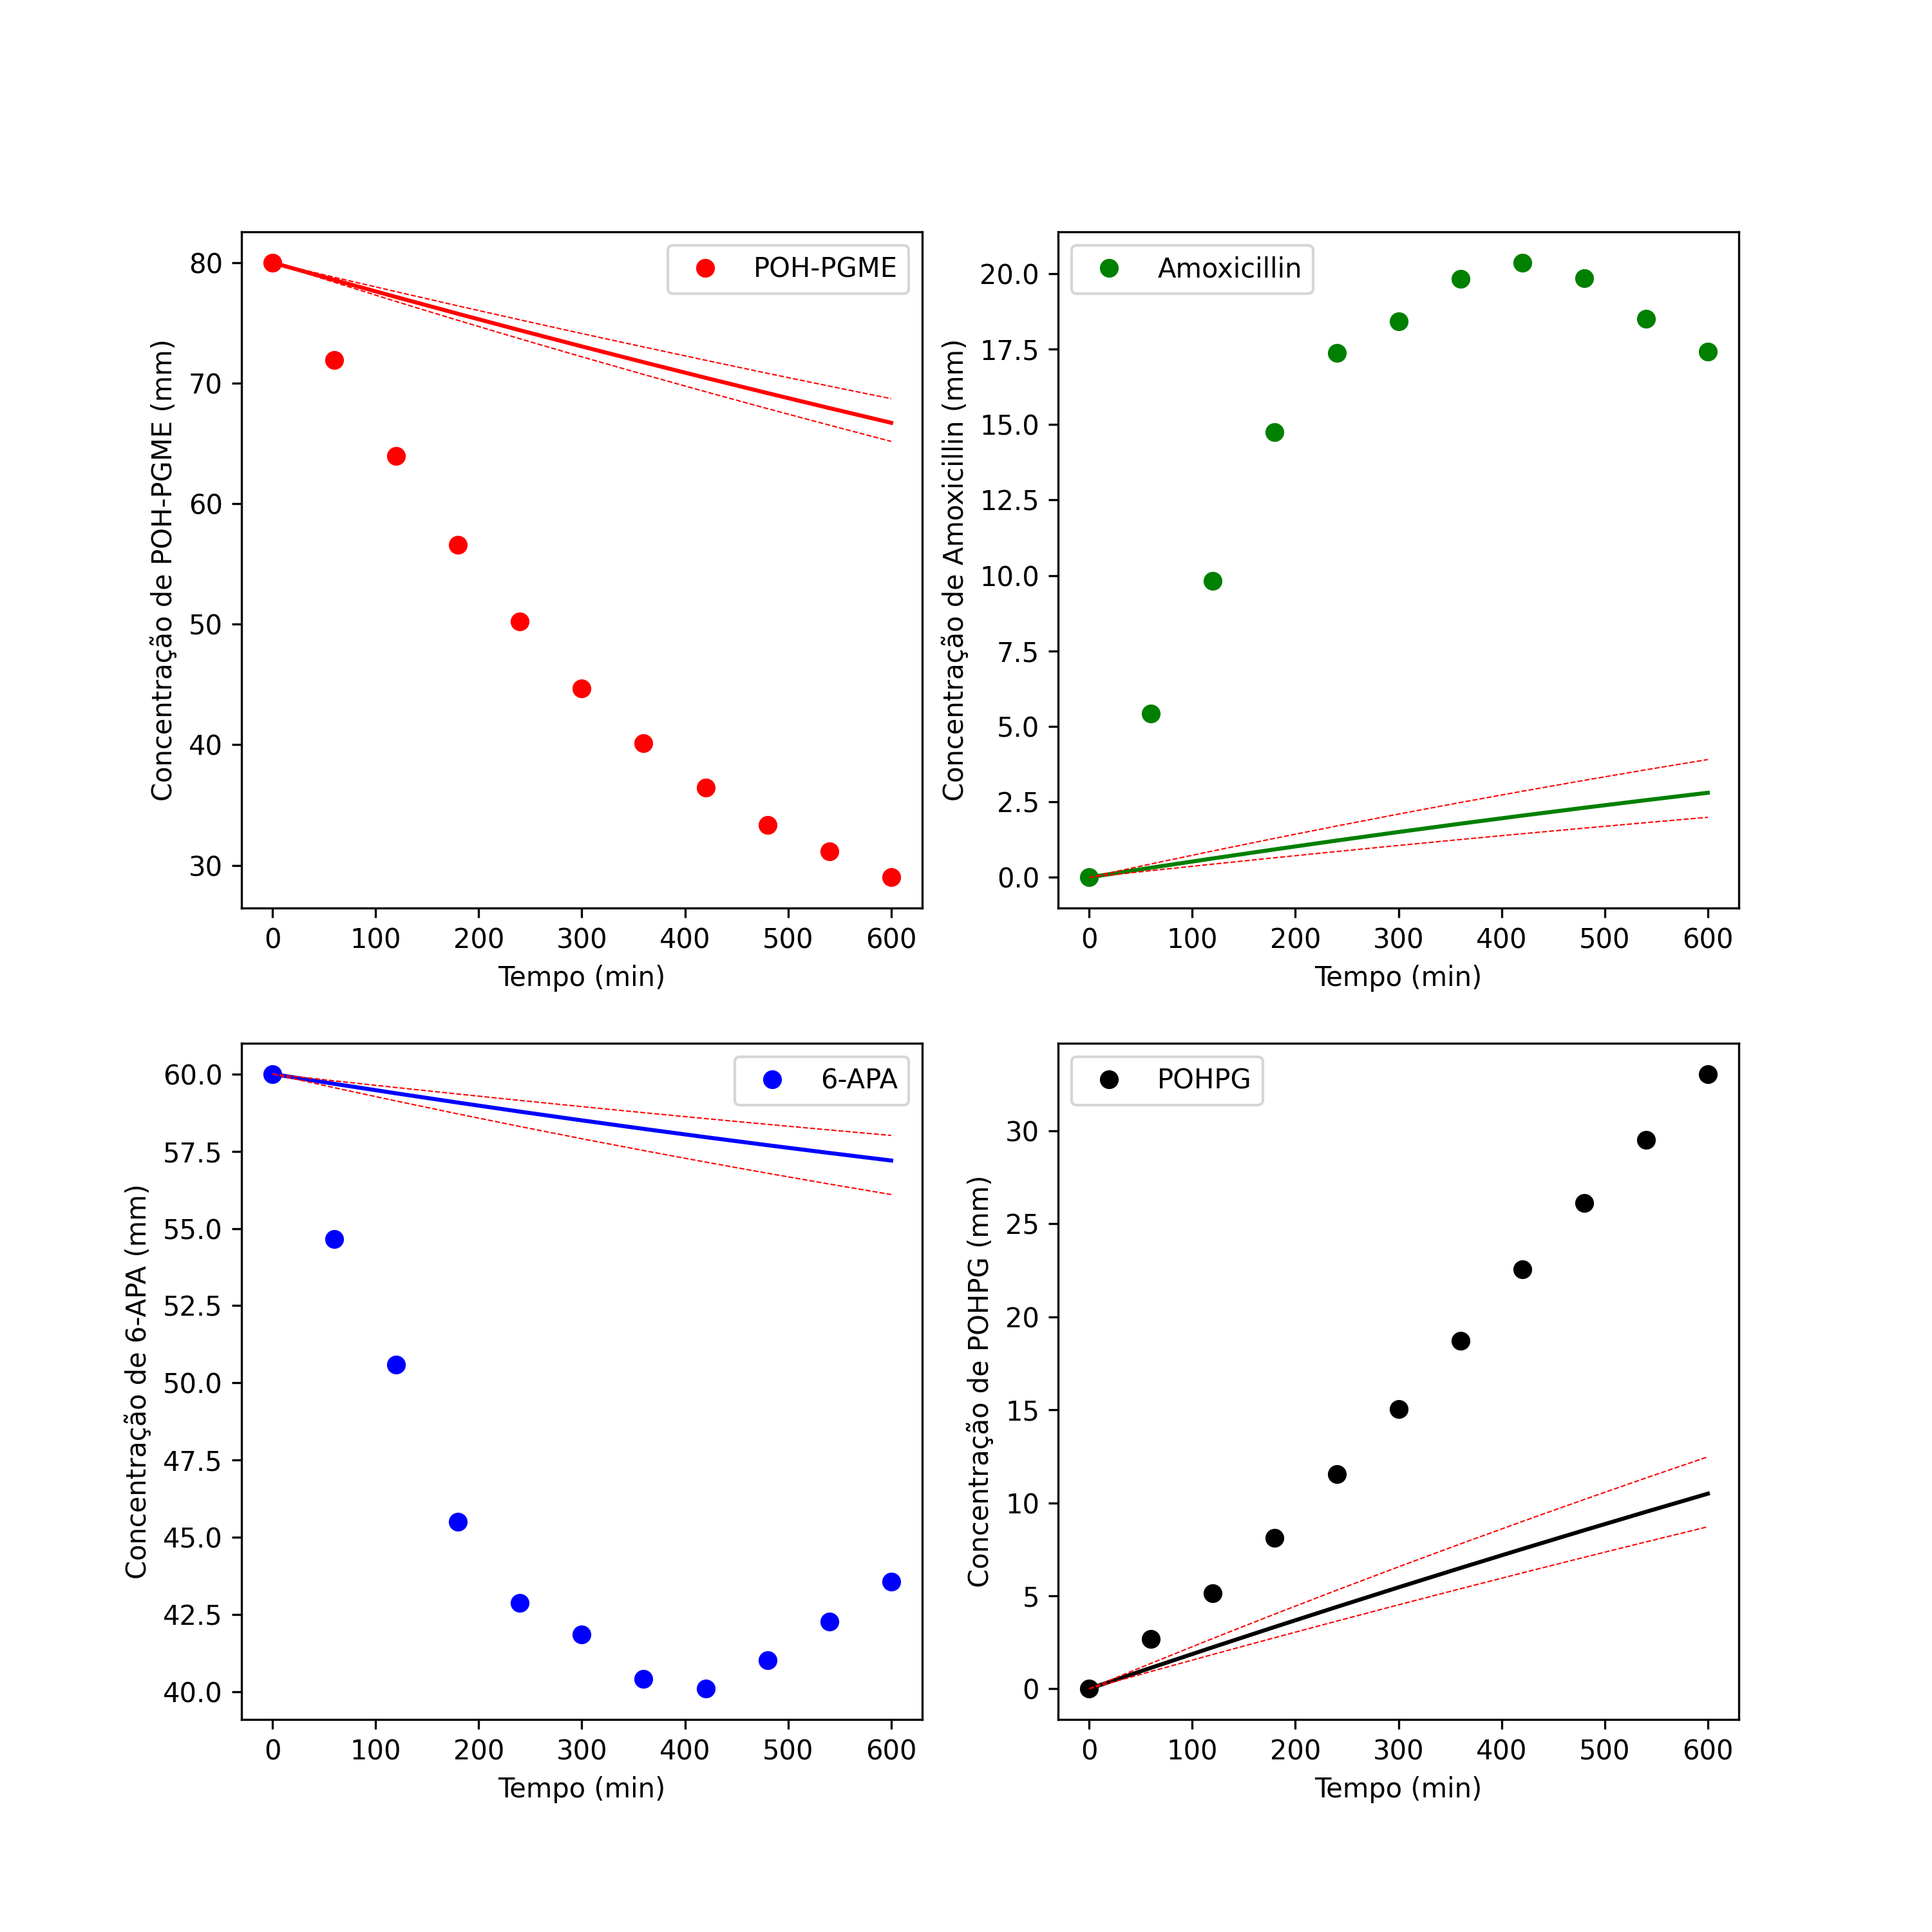 POH-PGME
Concentração de POH-PGME (mm)
80
70
60
50
40
30
0 100 200 300 400 500 600
Tempo (min)
Amoxicillin
Concentração de Amoxicillin (mm)
20.0
17.5
15.0
12.5
10.0
7.5
5.0
2.5
0.0
0 100 200 300 400 500 600
Tempo (min)
6-APA
Concentração de 6-APA (mm)
60.0
57.5
55.0
52.5
50.0
47.5
45.0
42.5
40.0
0 100 200 300 400 500 600
Tempo (min)
POHPG
Concentração de POHPG (mm)
30
25
20
15
10
5
0
0 100 200 300 400 500 600
Tempo (min)